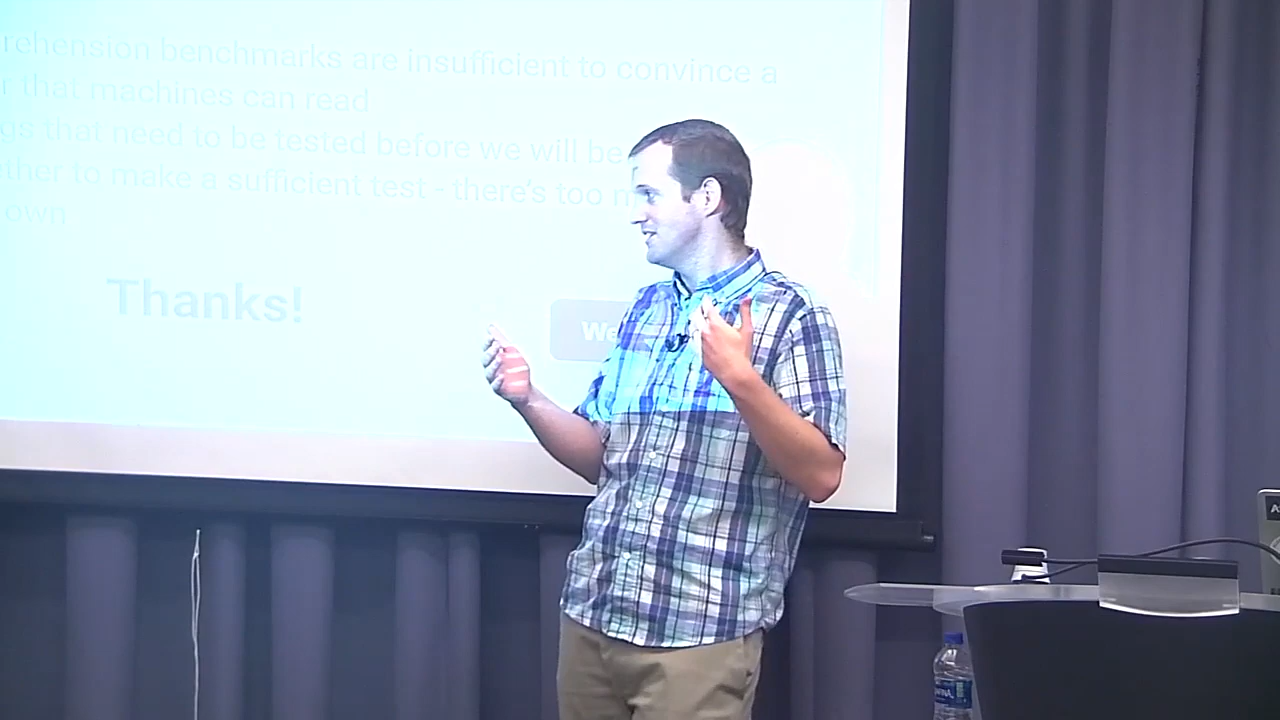 rehension benchmarks are insufficient to convince a
r that machines can read
gs that need to be tested before we will be
ther to make a sufficient test - there's too m
own
Thanks!
We